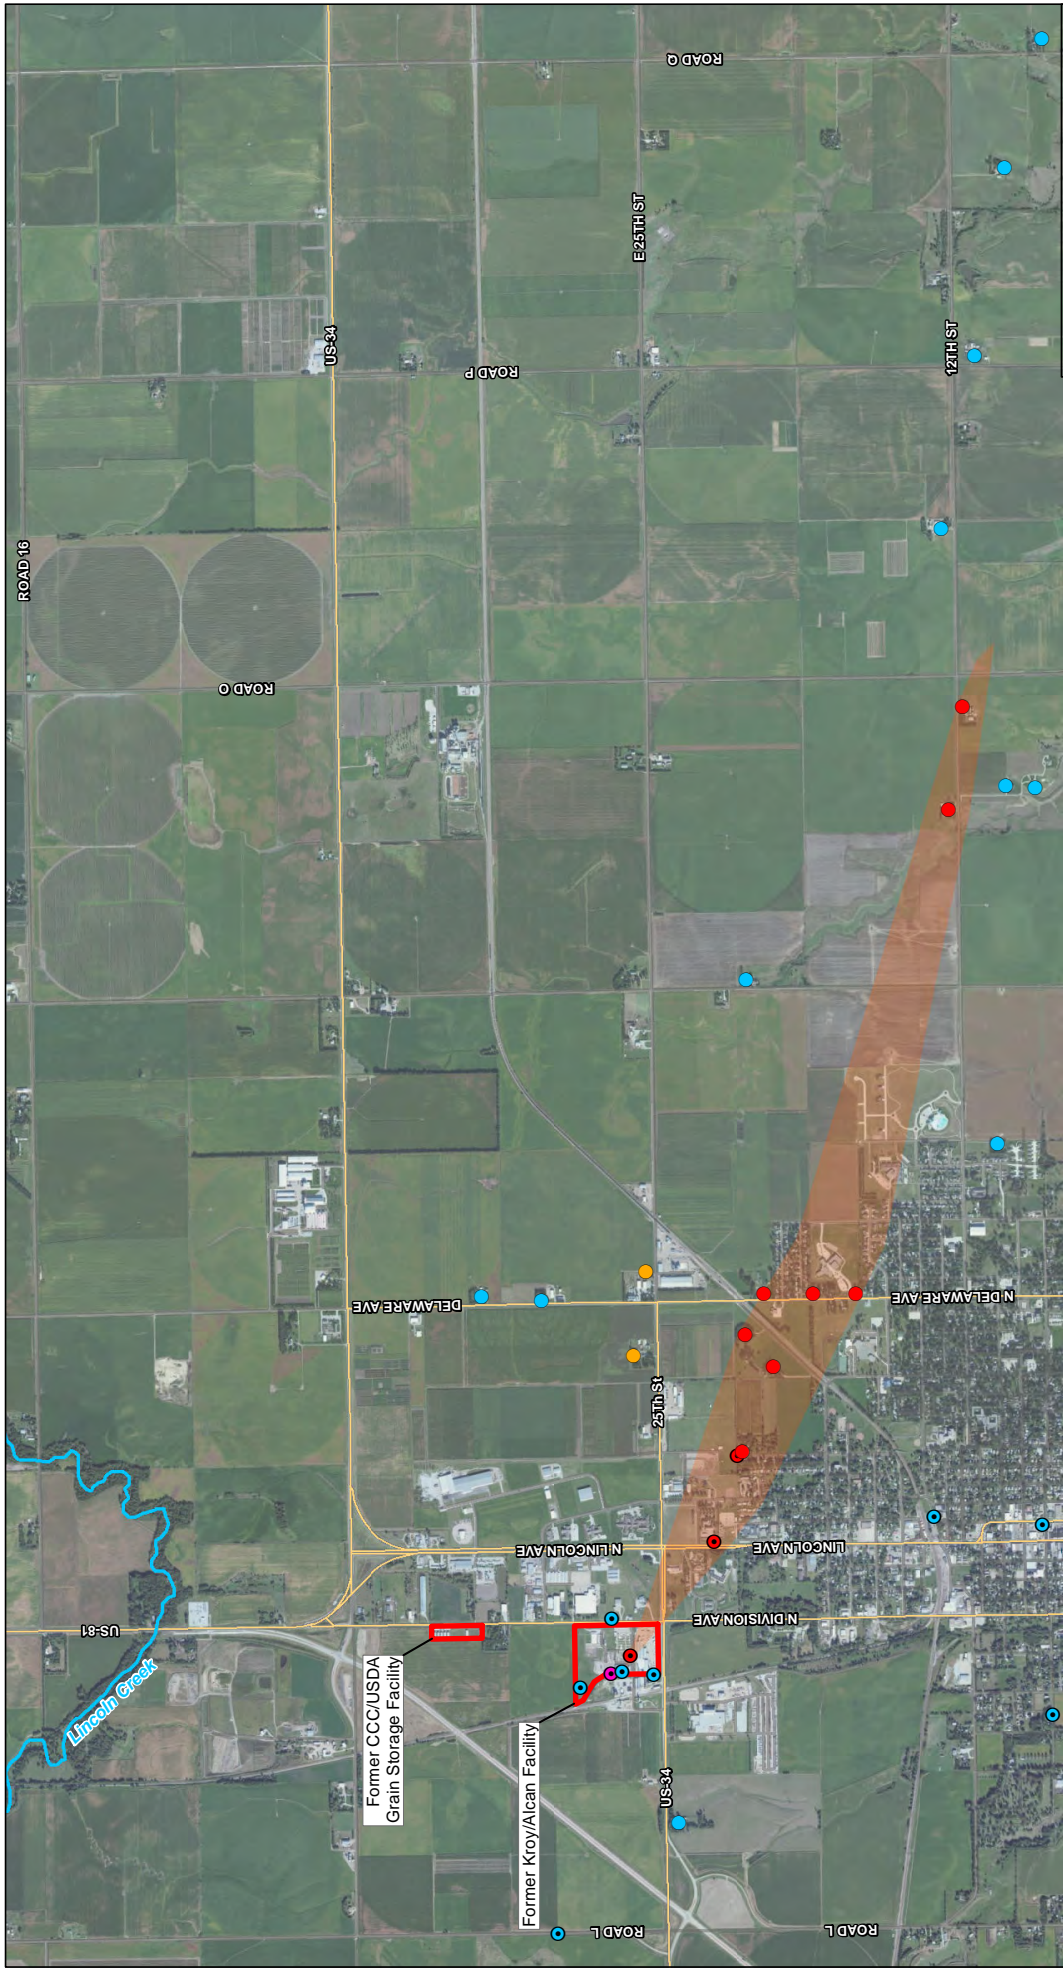 ROAD Q
E 25TH ST
12TH ST
US-34
ROAD P
ROAD 16
ROAD O
DELAWARE AVE
N DELAWARE AVE
25Th St
N LINCOLN AVE
LINCOLN AVE
US-81
N DIVISION AVE
Lincoln Creek
Former CCC/USDA
Grain Storage Facility
Former Kroy/Alcan Facility
US-34
ROAD L
ROAD L